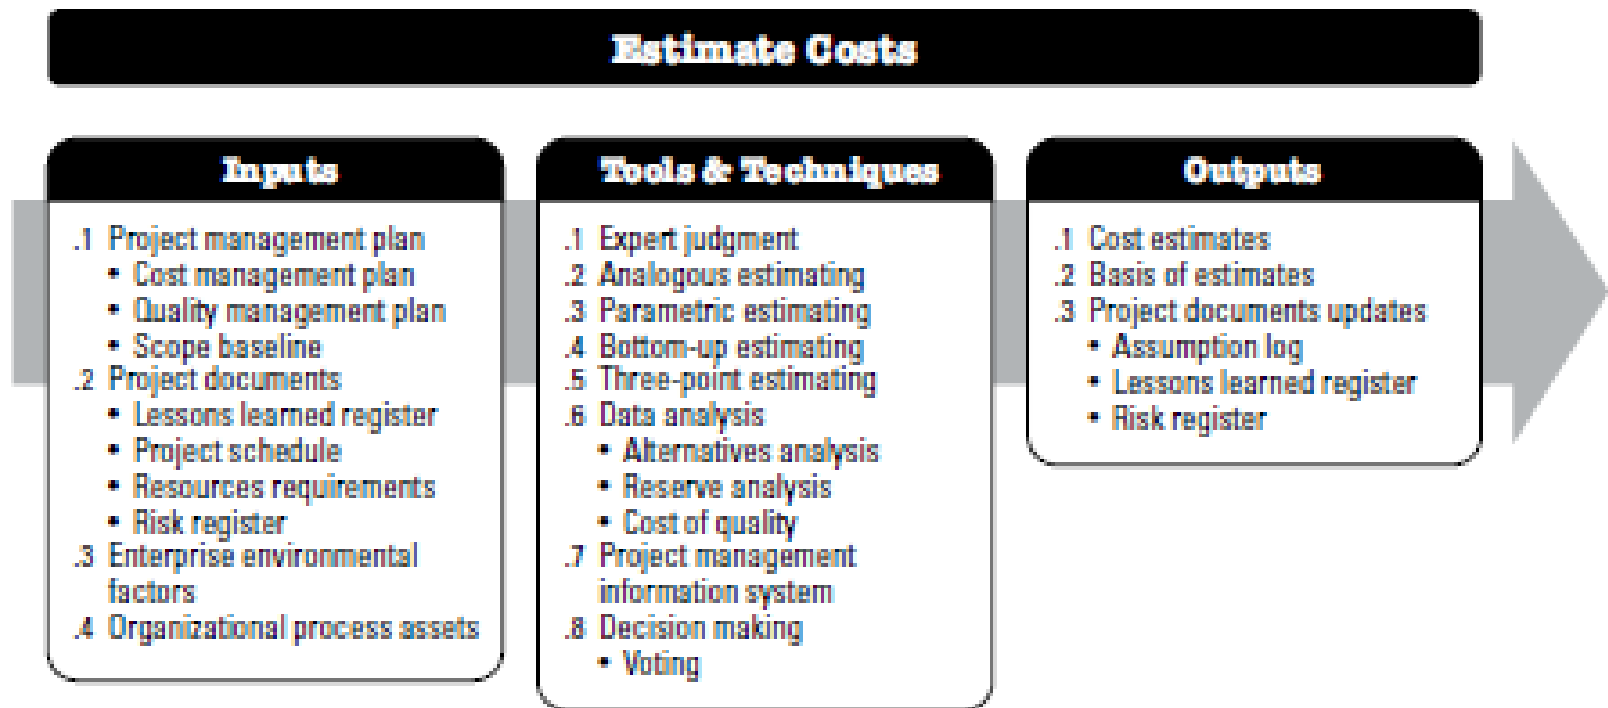 Estimate Costs
Inputs
.1 Project management plan
• Cost management plan
• Quality management plan
• Scope baseline
.2 Project documents
• Lessons learned register
• Project schedule
• Resources requirements
• Risk register
.3 Enterprise environmental
factors
.4 Organizational process assets
Tools & Techniques
.1 Expert judgment
.2 Analogous estimating
.3 Parametric estimating
.4 Bottom-up estimating
.5 Three-point estimating
.6 Data analysis
• Alternatives analysis
• Reserve analysis
• Cost of quality
.7 Project management
information system
.8 Decision making
• Voting
Outputs
.1 Cost estimates
.2 Basis of estimates
.3 Project documents updates
• Assumption log
• Lessons learned register
• Risk register